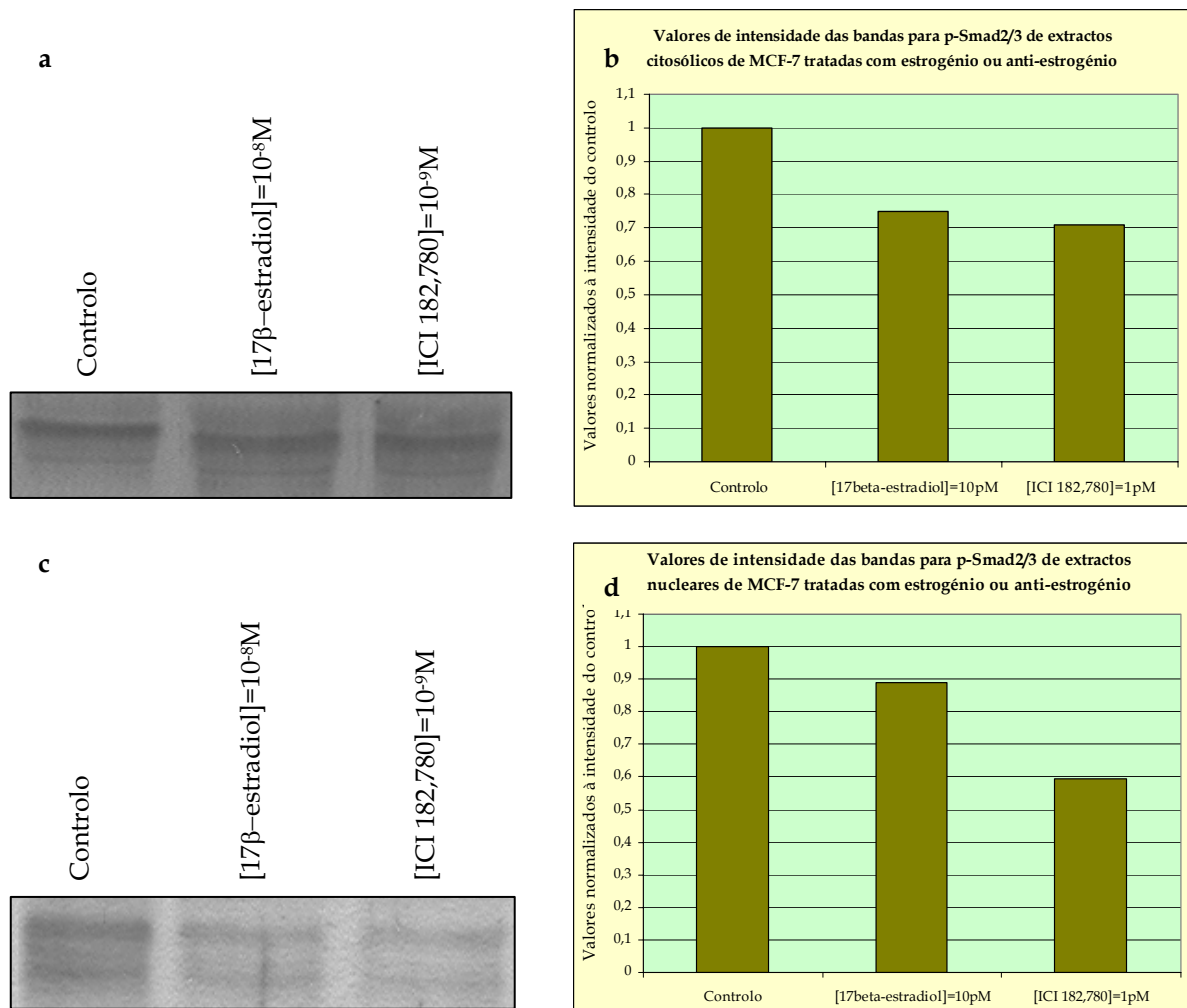 a
Controlo
[17β–estradiol]=10⁻⁸M
[ICI 182,780]=10⁻⁹M
b
Valores de intensidade das bandas para p-Smad2/3 de extractos
citosólicos de MCF-7 tratadas com estrogénio ou anti-estrogénio
Valores normalizados à intensidade do controlo
1,1
1
0,9
0,8
0,7
0,6
0,5
0,4
0,3
0,2
0,1
0
Controlo
[17beta-estradiol]=10pM
[ICI 182,780]=1pM
c
Controlo
[17β–estradiol]=10⁻⁸M
[ICI 182,780]=10⁻⁹M
d
Valores de intensidade das bandas para p-Smad2/3 de extractos
nucleares de MCF-7 tratadas com estrogénio ou anti-estrogénio
Valores normalizados à intensidade do contro
1,1
1
0,9
0,8
0,7
0,6
0,5
0,4
0,3
0,2
0,1
0
Controlo
[17beta-estradiol]=10pM
[ICI 182,780]=1pM